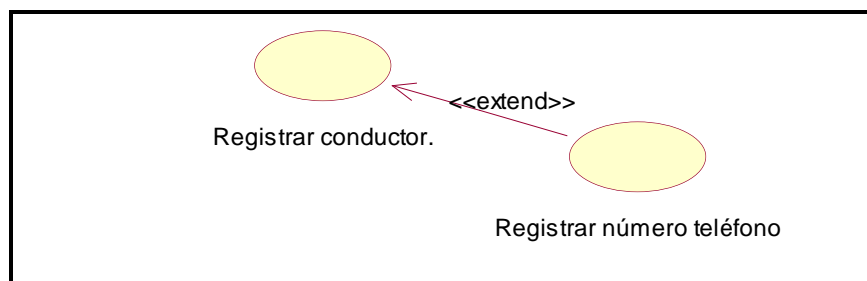 <<extend>>
Registrar conductor.
Registrar número teléfono